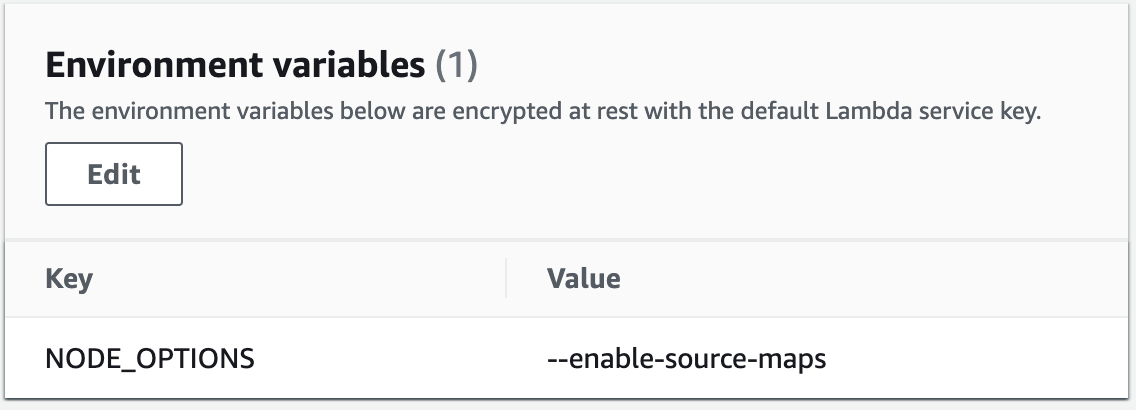 Environment variables (1)
The environment variables below are encrypted at rest with the default Lambda service key.
Edit
Key Value
NODE_OPTIONS --enable-source-maps